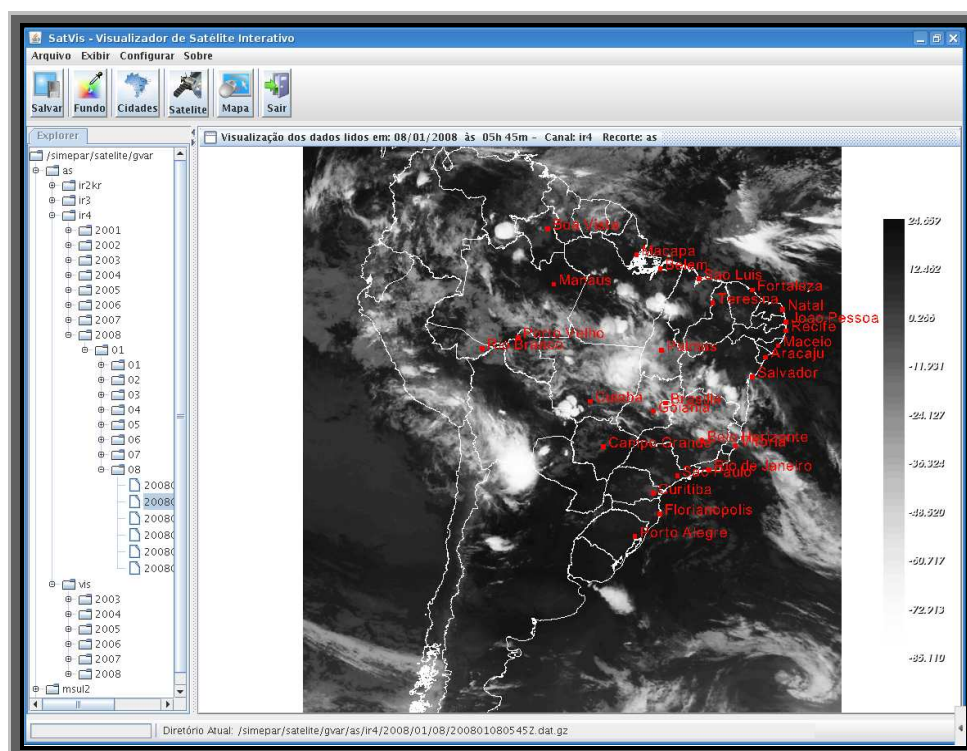 SatVis - Visualizador de Satélite Interativo
Arquivo Exibir Configurar Sobre
Salvar Fundo Cidades Satelite Mapa Sair
Explorer
Visualização dos dados lidos em: 08/01/2008 às 05h 45m - Canal: ir4 Recorte: as
/simepar/satelite/gvar
as
ir2kr
ir3
ir4
2001
2002
2003
2004
2005
2006
2007
2008
01
01
02
03
04
05
06
07
08
20080
20080
20080
20080
20080
20080
vis
2003
2004
2005
2006
2007
2008
msul2
Boa Vista
Macapa
Belem
Sao Luis
Manaus
Fortaleza
Teresina
Natal
Joao Pessoa
Recife
Porto Velho
Rio Branco
Palmas
Maceio
Aracaju
Salvador
Cuiaba
Brasilia
Goiania
Campo Grande
Belo Horizonte
Vitoria
Rio de Janeiro
Sao Paulo
Curitiba
Florianopolis
Porto Alegre
24.659
12.462
0.266
-11.931
-24.127
-36.324
-48.520
-60.717
-72.913
-85.110
Diretório Atual: /simepar/satelite/gvar/as/ir4/2008/01/08/200801080545Z.dat.gz